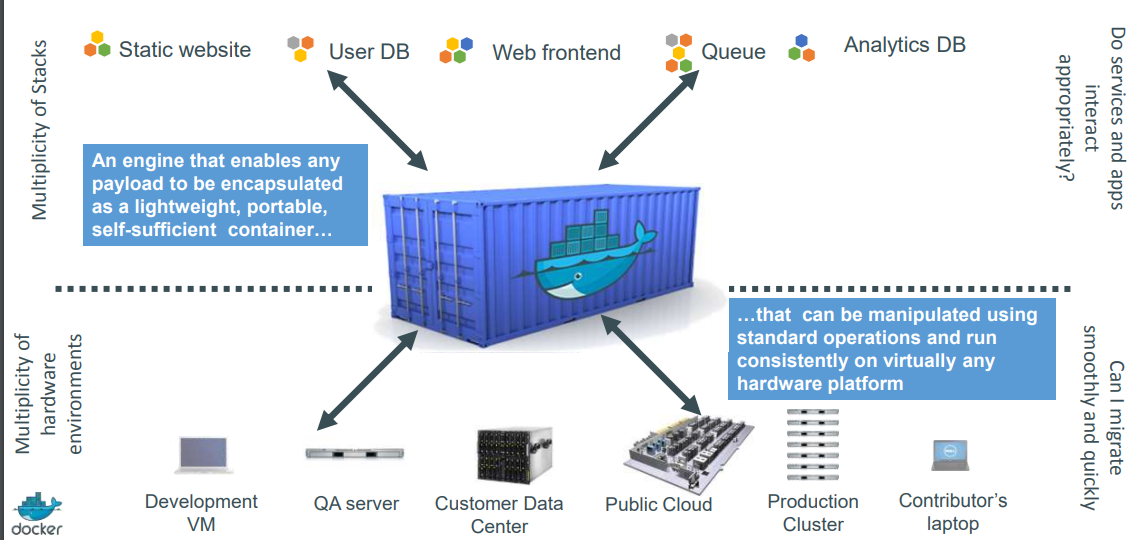 Multiplicity of Stacks
Static website
User DB
Web frontend
Queue
Analytics DB
Do services and apps
interact
appropriately?
An engine that enables any
payload to be encapsulated
as a lightweight, portable,
self-sufficient container…
…that can be manipulated using
standard operations and run
consistently on virtually any
hardware platform
Multiplicity of
hardware
environments
Can I migrate
smoothly and quickly
Development
VM
QA server
Customer Data
Center
Public Cloud
Production
Cluster
Contributor’s
laptop
docker
DELL